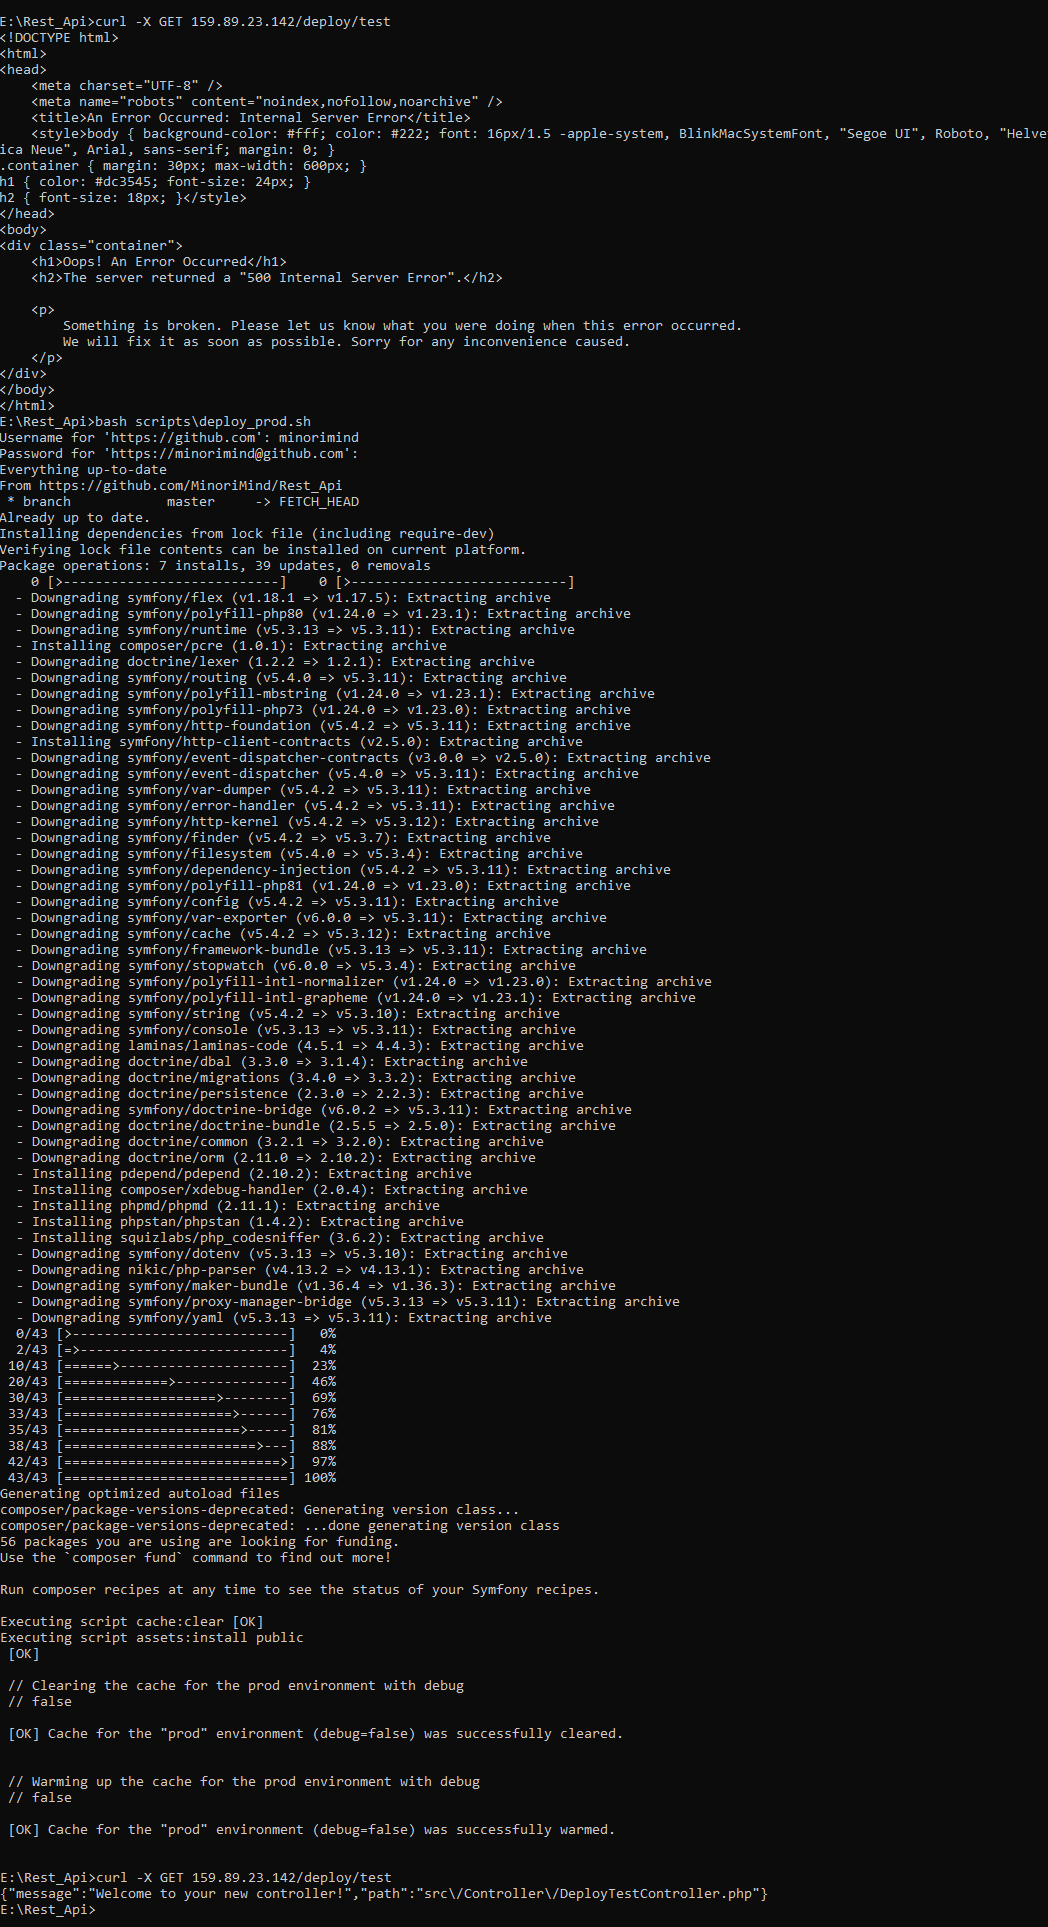 E:\Rest_Api>curl -X GET 159.89.23.142/deploy/test
<!DOCTYPE html>
<html>
<head>
    <meta charset="UTF-8" />
    <meta name="robots" content="noindex,nofollow,noarchive" />
    <title>An Error Occurred: Internal Server Error</title>
    <style>body { background-color: #fff; color: #222; font: 16px/1.5 -apple-system, BlinkMacSystemFont, "Segoe UI", Roboto, "Helvet
ica Neue", Arial, sans-serif; margin: 0; }
.container { margin: 30px; max-width: 600px; }
h1 { color: #dc3545; font-size: 24px; }
h2 { font-size: 18px; }</style>
</head>
<body>
<div class="container">
    <h1>Oops! An Error Occurred</h1>
    <h2>The server returned a "500 Internal Server Error".</h2>

    <p>
        Something is broken. Please let us know what you were doing when this error occurred.
        We will fix it as soon as possible. Sorry for any inconvenience caused.
    </p>
</div>
</body>
</html>
E:\Rest_Api>bash scripts\deploy_prod.sh
Username for 'https://github.com': minorimind
Password for 'https://minorimind@github.com':
Everything up-to-date
From https://github.com/MinoriMind/Rest_Api
 * branch            master     -> FETCH_HEAD
Already up to date.
Installing dependencies from lock file (including require-dev)
Verifying lock file contents can be installed on current platform.
Package operations: 7 installs, 39 updates, 0 removals
    0 [>---------------------------]    0 [>---------------------------]
  - Downgrading symfony/flex (v1.18.1 => v1.17.5): Extracting archive
  - Downgrading symfony/polyfill-php80 (v1.24.0 => v1.23.1): Extracting archive
  - Downgrading symfony/runtime (v5.3.13 => v5.3.11): Extracting archive
  - Installing composer/pcre (1.0.1): Extracting archive
  - Downgrading doctrine/lexer (1.2.2 => 1.2.1): Extracting archive
  - Downgrading symfony/routing (v5.4.0 => v5.3.11): Extracting archive
  - Downgrading symfony/polyfill-mbstring (v1.24.0 => v1.23.1): Extracting archive
  - Downgrading symfony/polyfill-php73 (v1.24.0 => v1.23.0): Extracting archive
  - Downgrading symfony/http-foundation (v5.4.2 => v5.3.11): Extracting archive
  - Installing symfony/http-client-contracts (v2.5.0): Extracting archive
  - Downgrading symfony/event-dispatcher-contracts (v3.0.0 => v2.5.0): Extracting archive
  - Downgrading symfony/event-dispatcher (v5.4.0 => v5.3.11): Extracting archive
  - Downgrading symfony/var-dumper (v5.4.2 => v5.3.11): Extracting archive
  - Downgrading symfony/error-handler (v5.4.2 => v5.3.11): Extracting archive
  - Downgrading symfony/http-kernel (v5.4.2 => v5.3.12): Extracting archive
  - Downgrading symfony/finder (v5.4.2 => v5.3.7): Extracting archive
  - Downgrading symfony/filesystem (v5.4.0 => v5.3.4): Extracting archive
  - Downgrading symfony/dependency-injection (v5.4.2 => v5.3.11): Extracting archive
  - Downgrading symfony/polyfill-php81 (v1.24.0 => v1.23.0): Extracting archive
  - Downgrading symfony/config (v5.4.2 => v5.3.11): Extracting archive
  - Downgrading symfony/var-exporter (v6.0.0 => v5.3.11): Extracting archive
  - Downgrading symfony/cache (v5.4.2 => v5.3.12): Extracting archive
  - Downgrading symfony/framework-bundle (v5.3.13 => v5.3.11): Extracting archive
  - Downgrading symfony/stopwatch (v6.0.0 => v5.3.4): Extracting archive
  - Downgrading symfony/polyfill-intl-normalizer (v1.24.0 => v1.23.0): Extracting archive
  - Downgrading symfony/polyfill-intl-grapheme (v1.24.0 => v1.23.1): Extracting archive
  - Downgrading symfony/string (v5.4.2 => v5.3.10): Extracting archive
  - Downgrading symfony/console (v5.3.13 => v5.3.11): Extracting archive
  - Downgrading laminas/laminas-code (4.5.1 => 4.4.3): Extracting archive
  - Downgrading doctrine/dbal (3.3.0 => 3.1.4): Extracting archive
  - Downgrading doctrine/migrations (3.4.0 => 3.3.2): Extracting archive
  - Downgrading doctrine/persistence (2.3.0 => 2.2.3): Extracting archive
  - Downgrading symfony/doctrine-bridge (v6.0.2 => v5.3.11): Extracting archive
  - Downgrading doctrine/doctrine-bundle (2.5.5 => 2.5.0): Extracting archive
  - Downgrading doctrine/common (3.2.1 => 3.2.0): Extracting archive
  - Downgrading doctrine/orm (2.11.0 => 2.10.2): Extracting archive
  - Installing pdepend/pdepend (2.10.2): Extracting archive
  - Installing composer/xdebug-handler (2.0.4): Extracting archive
  - Installing phpmd/phpmd (2.11.1): Extracting archive
  - Installing phpstan/phpstan (1.4.2): Extracting archive
  - Installing squizlabs/php_codesniffer (3.6.2): Extracting archive
  - Downgrading symfony/dotenv (v5.3.13 => v5.3.10): Extracting archive
  - Downgrading nikic/php-parser (v4.13.2 => v4.13.1): Extracting archive
  - Downgrading symfony/maker-bundle (v1.36.4 => v1.36.3): Extracting archive
  - Downgrading symfony/proxy-manager-bridge (v5.3.13 => v5.3.11): Extracting archive
  - Downgrading symfony/yaml (v5.3.13 => v5.3.11): Extracting archive
  0/43 [>---------------------------]   0%
  2/43 [=>--------------------------]   4%
 10/43 [======>---------------------]  23%
 20/43 [=============>--------------]  46%
 30/43 [===================>--------]  69%
 33/43 [=====================>------]  76%
 35/43 [======================>-----]  81%
 38/43 [========================>---]  88%
 42/43 [===========================>]  97%
 43/43 [============================] 100%
Generating optimized autoload files
composer/package-versions-deprecated: Generating version class...
composer/package-versions-deprecated: ...done generating version class
56 packages you are using are looking for funding.
Use the `composer fund` command to find out more!

Run composer recipes at any time to see the status of your Symfony recipes.

Executing script cache:clear [OK]
Executing script assets:install public
 [OK]

 // Clearing the cache for the prod environment with debug
 // false

 [OK] Cache for the "prod" environment (debug=false) was successfully cleared.


 // Warming up the cache for the prod environment with debug
 // false

 [OK] Cache for the "prod" environment (debug=false) was successfully warmed.


E:\Rest_Api>curl -X GET 159.89.23.142/deploy/test
{"message":"Welcome to your new controller!","path":"src\/Controller\/DeployTestController.php"}
E:\Rest_Api>